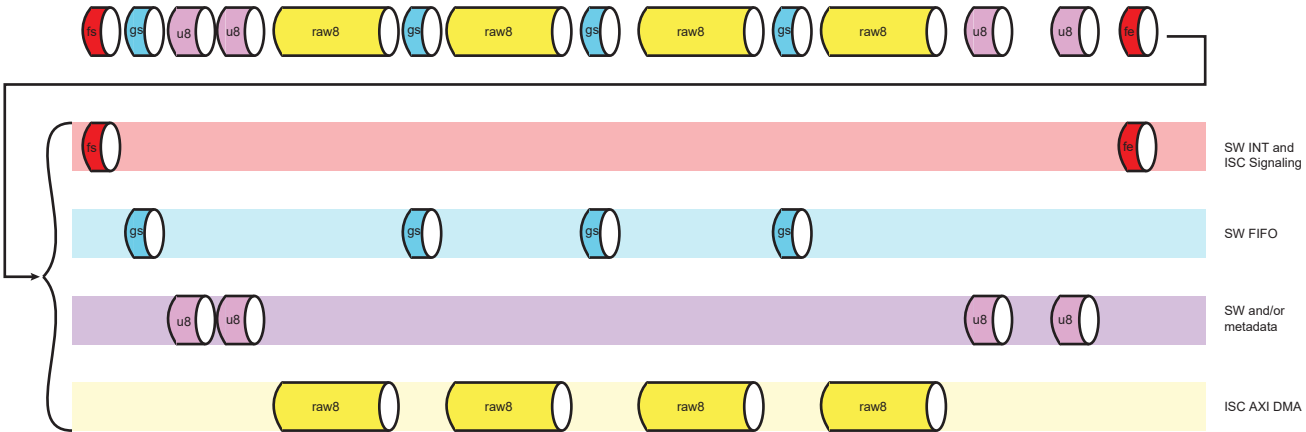 fs gs u8 u8 raw8 gs raw8 gs raw8 gs raw8 u8 u8 fe
fs fe
SW INT and
ISC Signaling
gs gs gs gs
SW FIFO
u8 u8 u8 u8
SW and/or
metadata
raw8 raw8 raw8 raw8
ISC AXI DMA